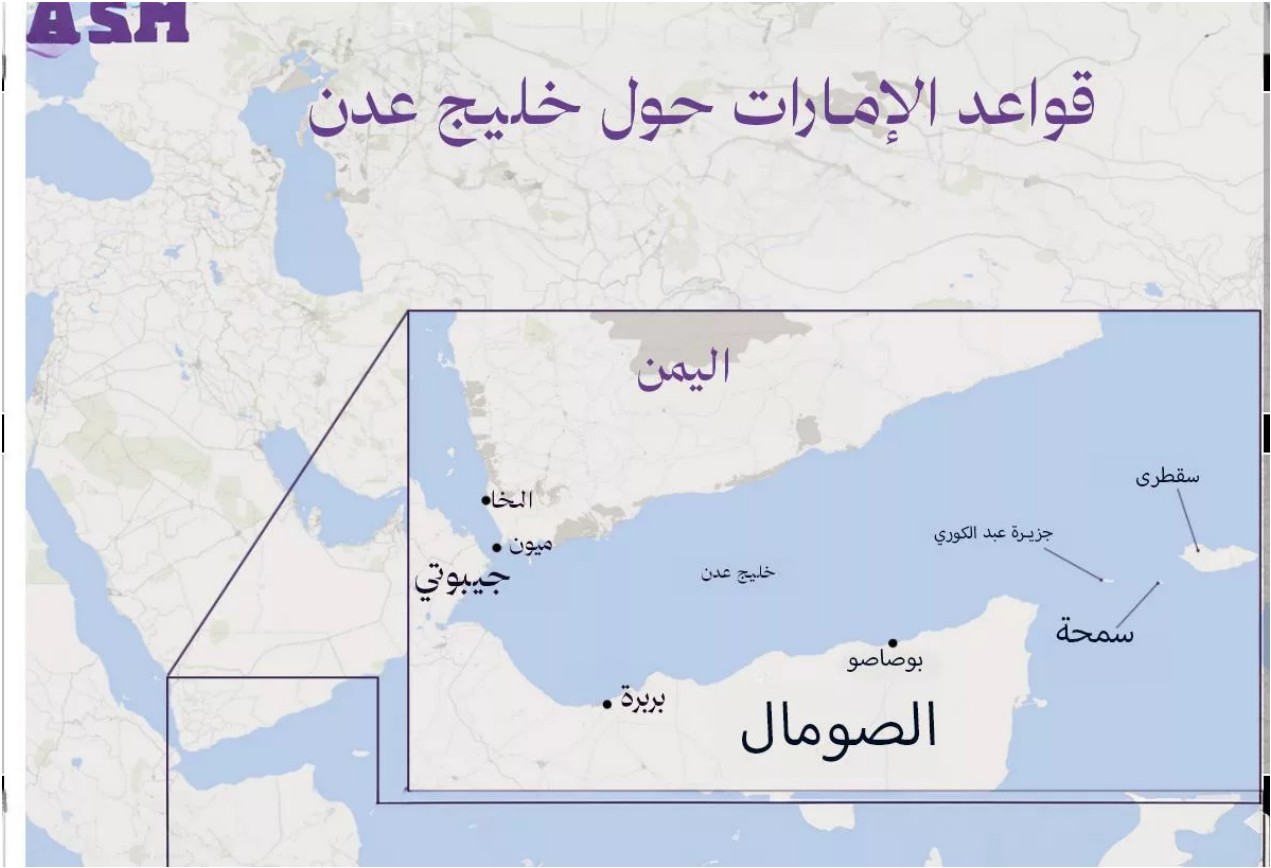 ASM
قواعد الإمارات حول خليج عدن
اليمن
سقطرى
المخا
جزيرة عبد الكوري
ميون
خليج عدن
جيبوتي
سمحة
بوصاصو
بربرة
الصومال